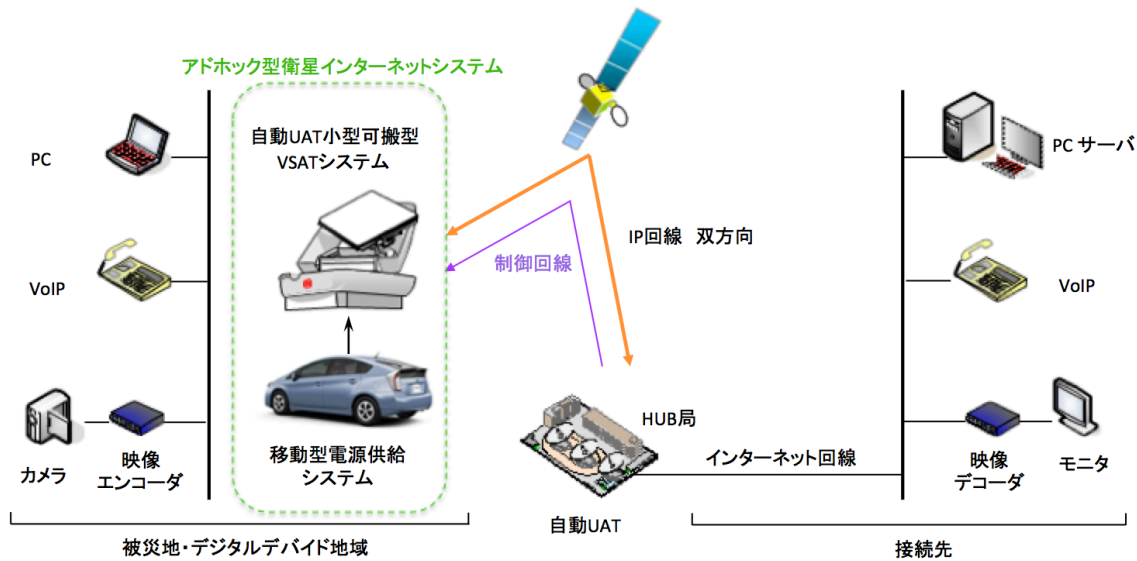 アドホック型衛星インターネットシステム
自動UAT小型可搬型
VSATシステム
PC
VoIP
カメラ
映像
エンコーダ
移動型電源供給
システム
被災地・デジタルデバイド地域
IP回線 双方向
制御回線
HUB局
自動UAT
インターネット回線
PC サーバ
VoIP
映像
デコーダ
モニタ
接続先